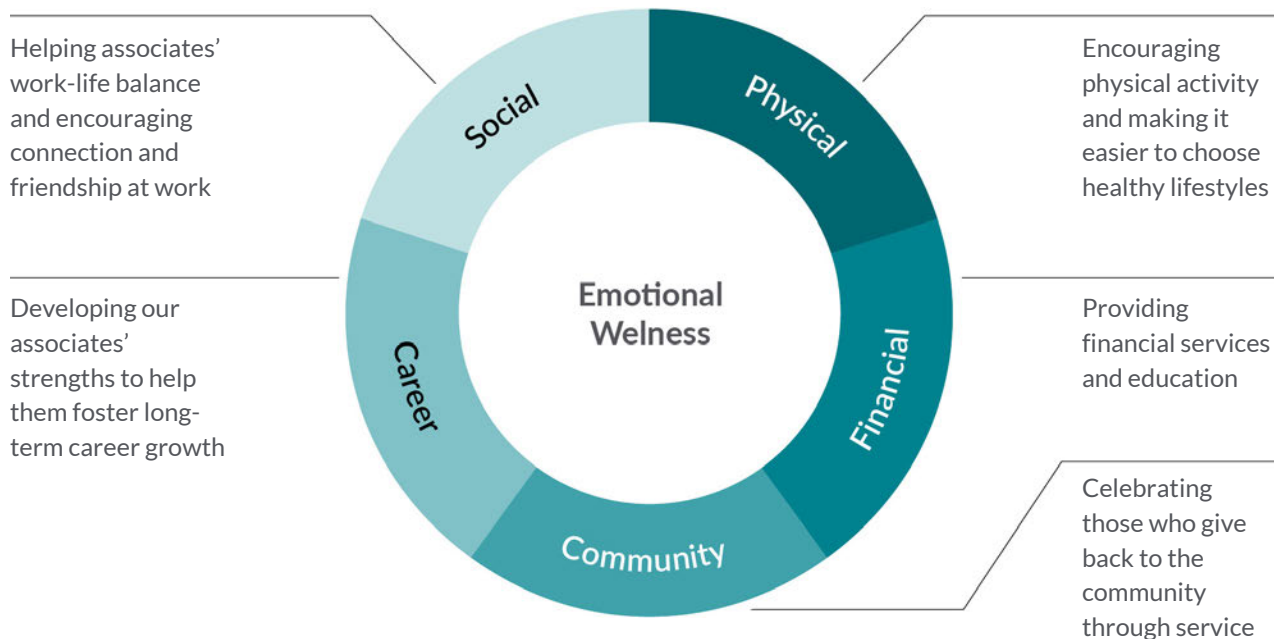 Helping associates’
work-life balance
and encouraging
connection and
friendship at work
Social
Physical
Encouraging
physical activity
and making it
easier to choose
healthy lifestyles
Emotional
Welness
Developing our
associates’
strengths to help
them foster long-
term career growth
Career
Financial
Providing
financial services
and education
Community
Celebrating
those who give
back to the
community
through service